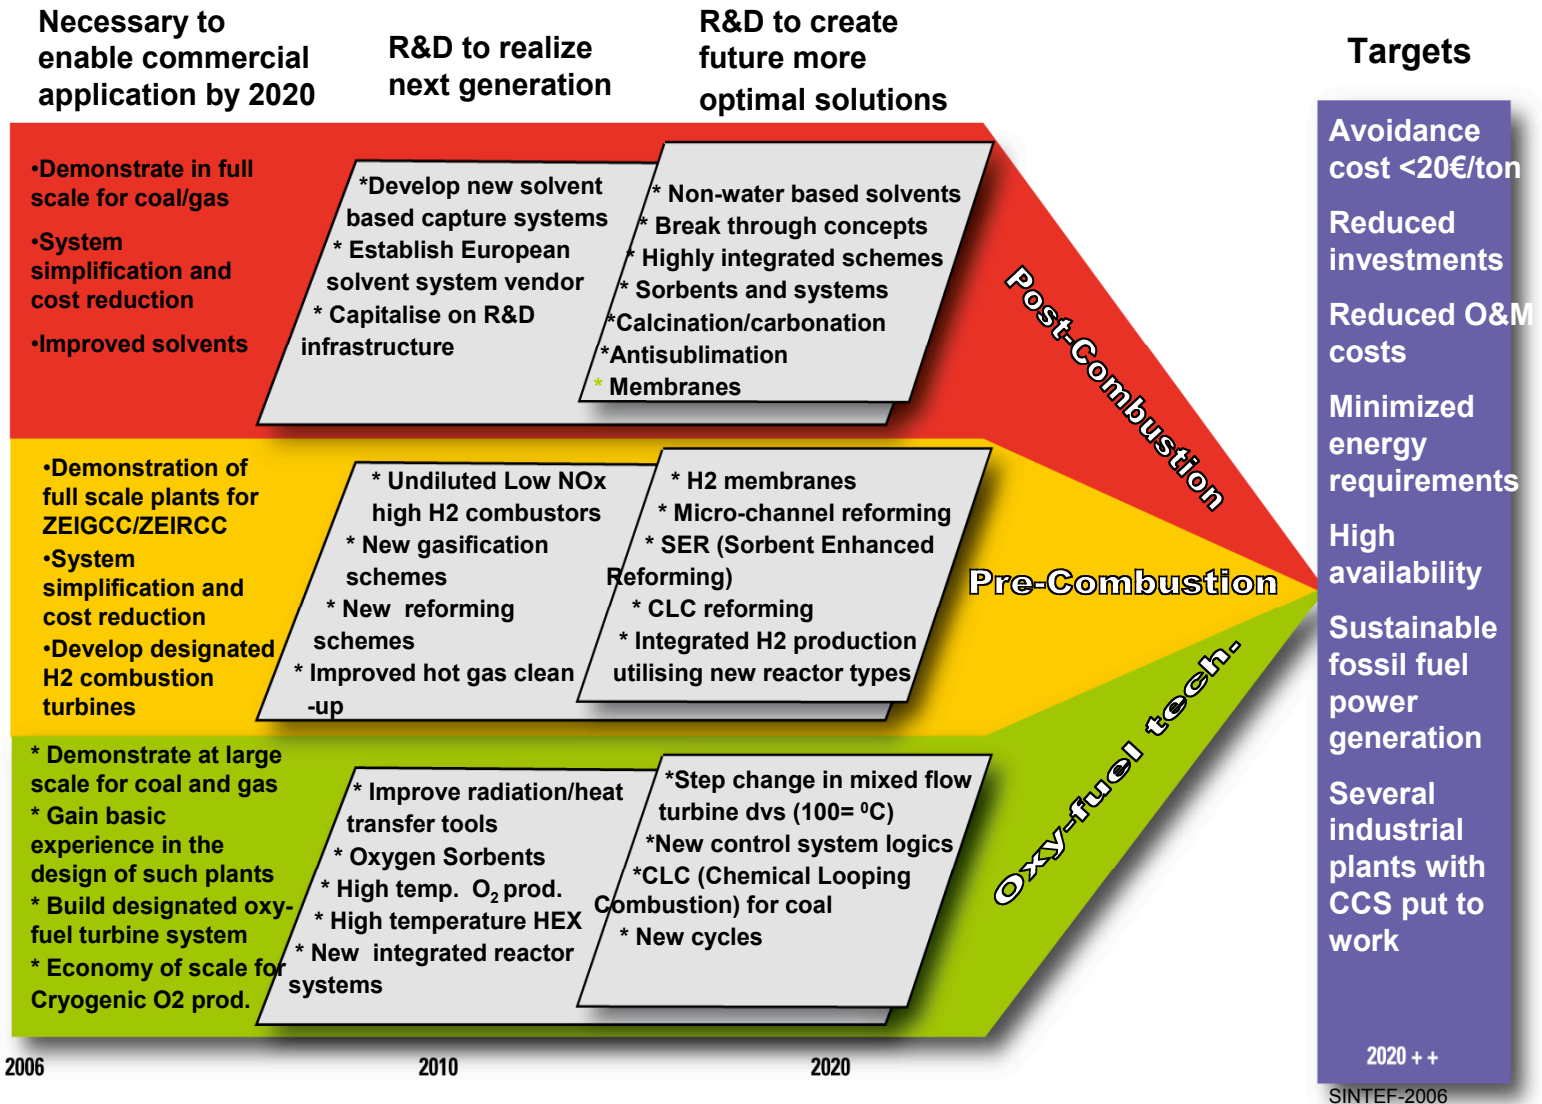 Necessary to
enable commercial
application by 2020
R&D to realize
next generation
R&D to create
future more
optimal solutions
Targets
•Demonstrate in full
scale for coal/gas
•System
simplification and
cost reduction
•Improved solvents
*Develop new solvent
based capture systems
* Establish European
solvent system vendor
* Capitalise on R&D
infrastructure
* Non-water based solvents
* Break through concepts
* Highly integrated schemes
* Sorbents and systems
*Calcination/carbonation
*Antisublimation
* Membranes
Post-Combustion
•Demonstration of
full scale plants for
ZEIGCC/ZEIRCC
•System
simplification and
cost reduction
•Develop designated
H2 combustion
turbines
* Undiluted Low NOx
high H2 combustors
* New gasification
schemes
* New reforming
schemes
* Improved hot gas clean
-up
* H2 membranes
* Micro-channel reforming
* SER (Sorbent Enhanced
Reforming)
* CLC reforming
* Integrated H2 production
utilising new reactor types
Pre-Combustion
* Demonstrate at large
scale for coal and gas
* Gain basic
experience in the
design of such plants
* Build designated oxy-
fuel turbine system
* Economy of scale for
Cryogenic O2 prod.
* Improve radiation/heat
transfer tools
* Oxygen Sorbents
* High temp. O₂ prod.
* High temperature HEX
* New integrated reactor
systems
*Step change in mixed flow
turbine dvs (100= ⁰C)
*New control system logics
*CLC (Chemical Looping
Combustion) for coal
* New cycles
Oxy-fuel tech.
Avoidance
cost <20€/ton
Reduced
investments
Reduced O&M
costs
Minimized
energy
requirements
High
availability
Sustainable
fossil fuel
power
generation
Several
industrial
plants with
CCS put to
work
2020 + +
2006
2010
2020
SINTEF-2006